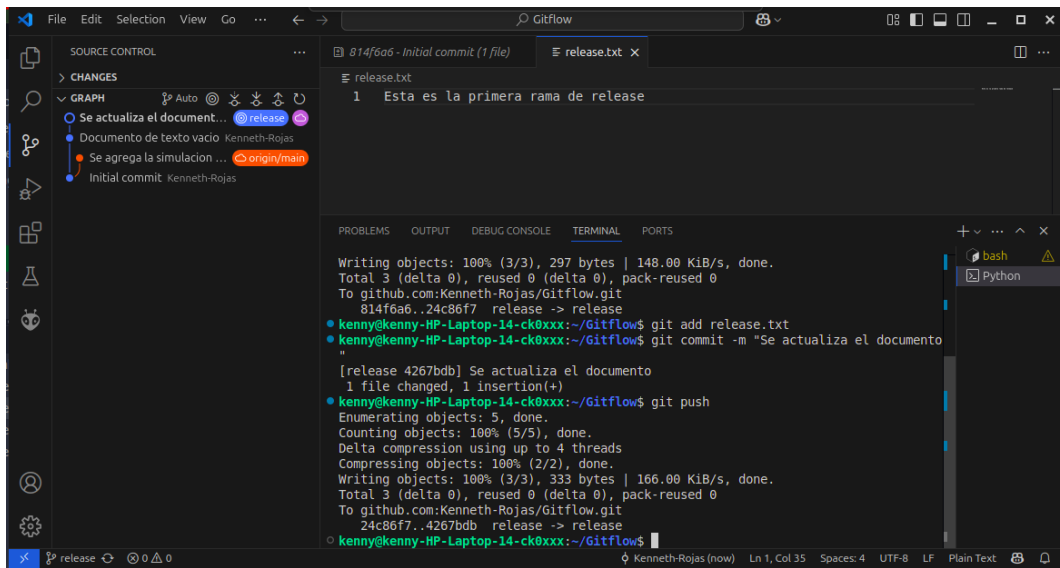 File Edit Selection View Go ··· ← → Gitflow
SOURCE CONTROL ···
CHANGES
GRAPH Auto
Se actualiza el document... release
Documento de texto vacio Kenneth-Rojas
Se agrega la simulacion ... origin/main
Initial commit Kenneth-Rojas
814f6a6 - Initial commit (1 file) release.txt ×
release.txt
1 Esta es la primera rama de release
PROBLEMS OUTPUT DEBUG CONSOLE TERMINAL PORTS
bash
Python
Writing objects: 100% (3/3), 297 bytes | 148.00 KiB/s, done.
Total 3 (delta 0), reused 0 (delta 0), pack-reused 0
To github.com:Kenneth-Rojas/Gitflow.git
814f6a6..24c86f7 release -> release
kenny@kenny-HP-Laptop-14-ck0xxx:~/Gitflow$ git add release.txt
kenny@kenny-HP-Laptop-14-ck0xxx:~/Gitflow$ git commit -m "Se actualiza el documento
"
[release 4267bdb] Se actualiza el documento
1 file changed, 1 insertion(+)
kenny@kenny-HP-Laptop-14-ck0xxx:~/Gitflow$ git push
Enumerating objects: 5, done.
Counting objects: 100% (5/5), done.
Delta compression using up to 4 threads
Compressing objects: 100% (2/2), done.
Writing objects: 100% (3/3), 333 bytes | 166.00 KiB/s, done.
Total 3 (delta 0), reused 0 (delta 0), pack-reused 0
To github.com:Kenneth-Rojas/Gitflow.git
24c86f7..4267bdb release -> release
kenny@kenny-HP-Laptop-14-ck0xxx:~/Gitflow$
release 0 0 Kenneth-Rojas (now) Ln 1, Col 35 Spaces: 4 UTF-8 LF Plain Text